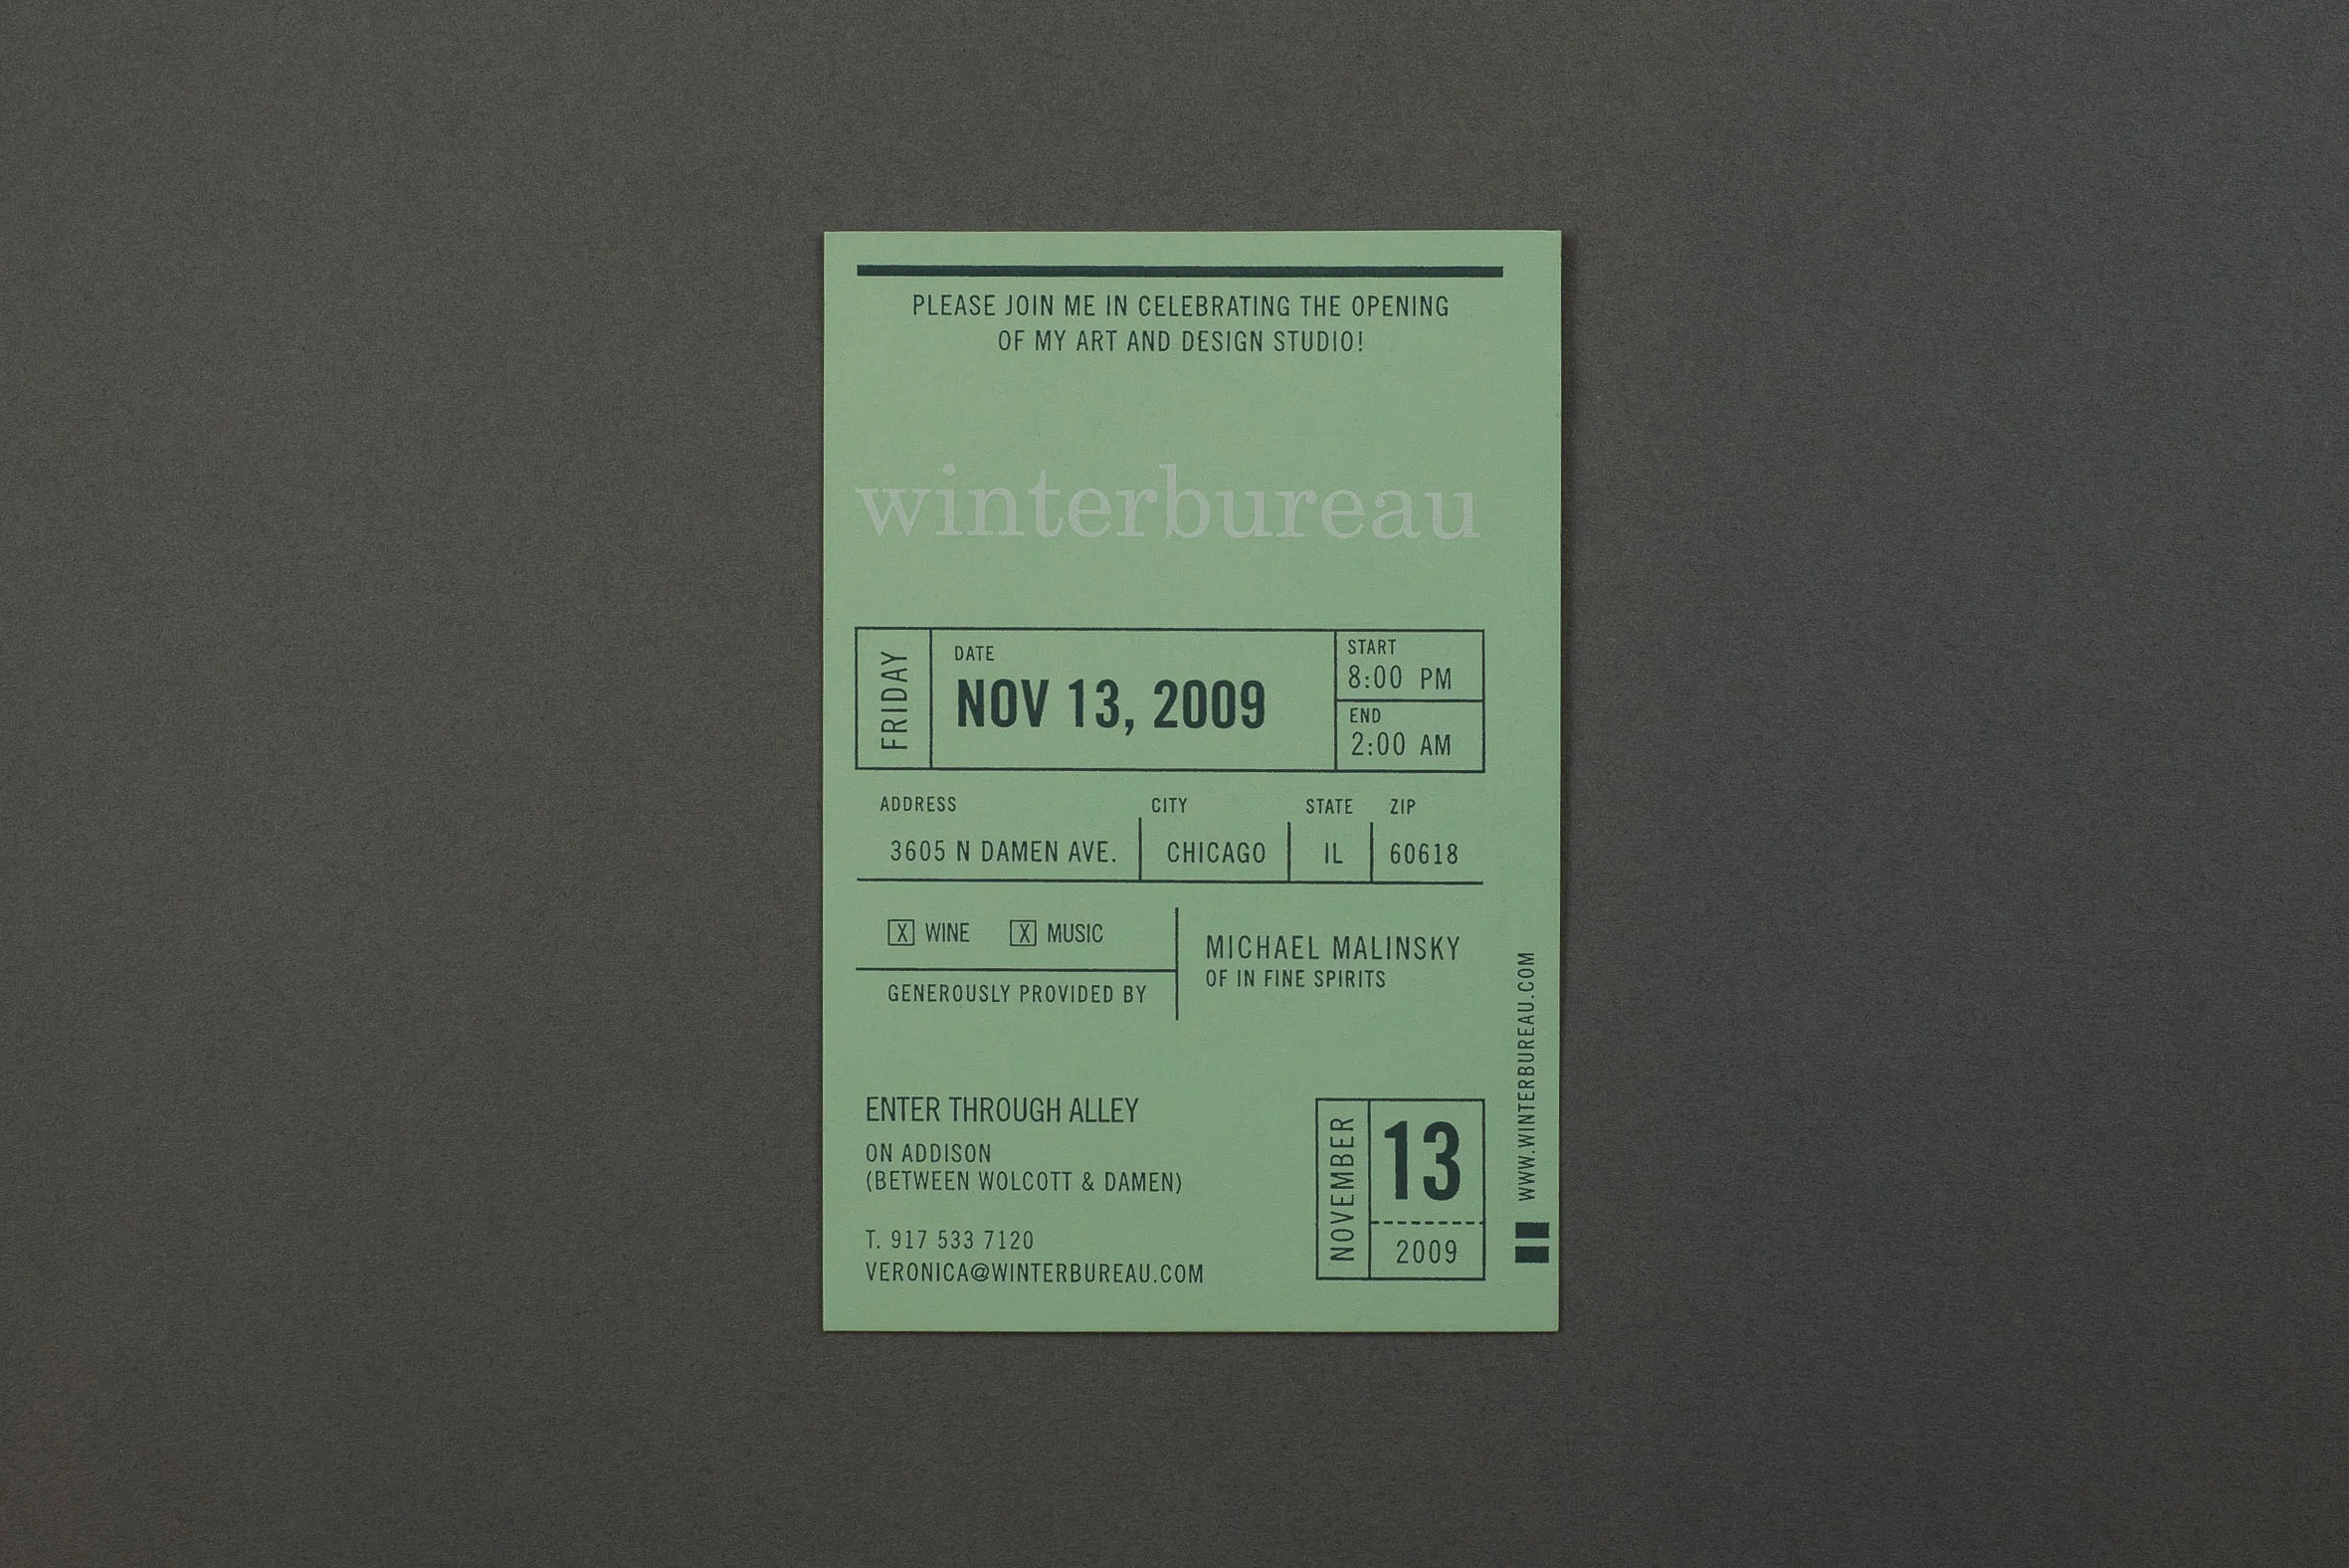 PLEASE JOIN ME IN CELEBRATING THE OPENING
OF MY ART AND DESIGN STUDIO!
winterbureau
FRIDAY
DATE
NOV 13, 2009
START
8:00 PM
END
2:00 AM
ADDRESS CITY STATE ZIP
3605 N DAMEN AVE. CHICAGO IL 60618
X WINE X MUSIC
GENEROUSLY PROVIDED BY
MICHAEL MALINSKY
OF IN FINE SPIRITS
ENTER THROUGH ALLEY
ON ADDISON
(BETWEEN WOLCOTT & DAMEN)
T. 917 533 7120
VERONICA@WINTERBUREAU.COM
NOVEMBER
13
2009
WWW.WINTERBUREAU.COM